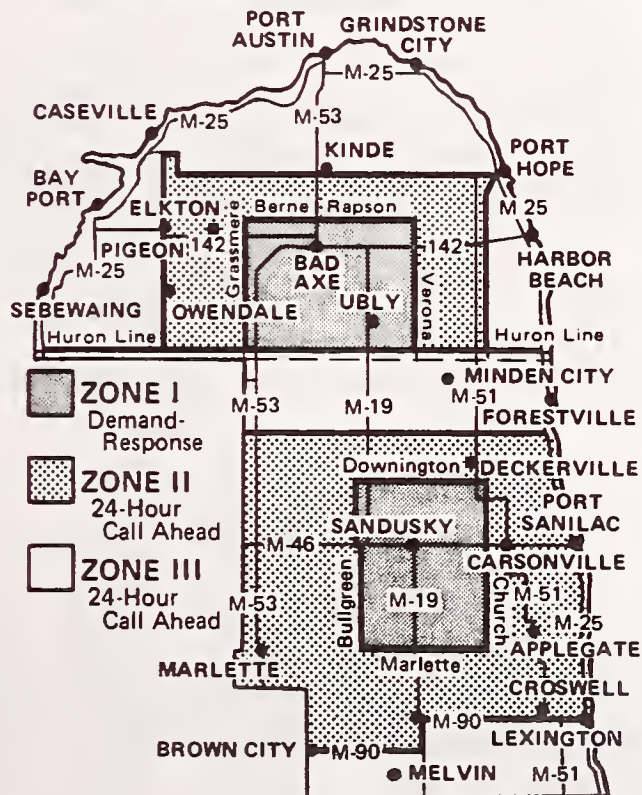 PORT
AUSTIN
GRINDSTONE
CITY
M-25
M-53
M-25
CASEVILLE
KINDE
PORT
HOPE
BAY
PORT
M 25
ELKTON
Berne Rapson
PIGEON
142
Grassmere
BAD
AXE
142
HARBOR
BEACH
M-25
SEBEWAING
OWENDALE
UBLY
Verona
Huron Line
Huron Line
MINDEN CITY
ZONE I
Demand-
Response
M-53
M-19
M-51
FORESTVILLE
Downington
DECKERVILLE
ZONE II
24-Hour
Call Ahead
PORT
SANILAC
SANDUSKY
M-46
CARSONVILLE
ZONE III
24-Hour
Call Ahead
Bullgreen
M-19
Church
M-51
M-53
M-25
APPLEGATE
MARLETTE
Marlette
CROSWELL
M-90
LEXINGTON
BROWN CITY
M-90
MELVIN
M-51